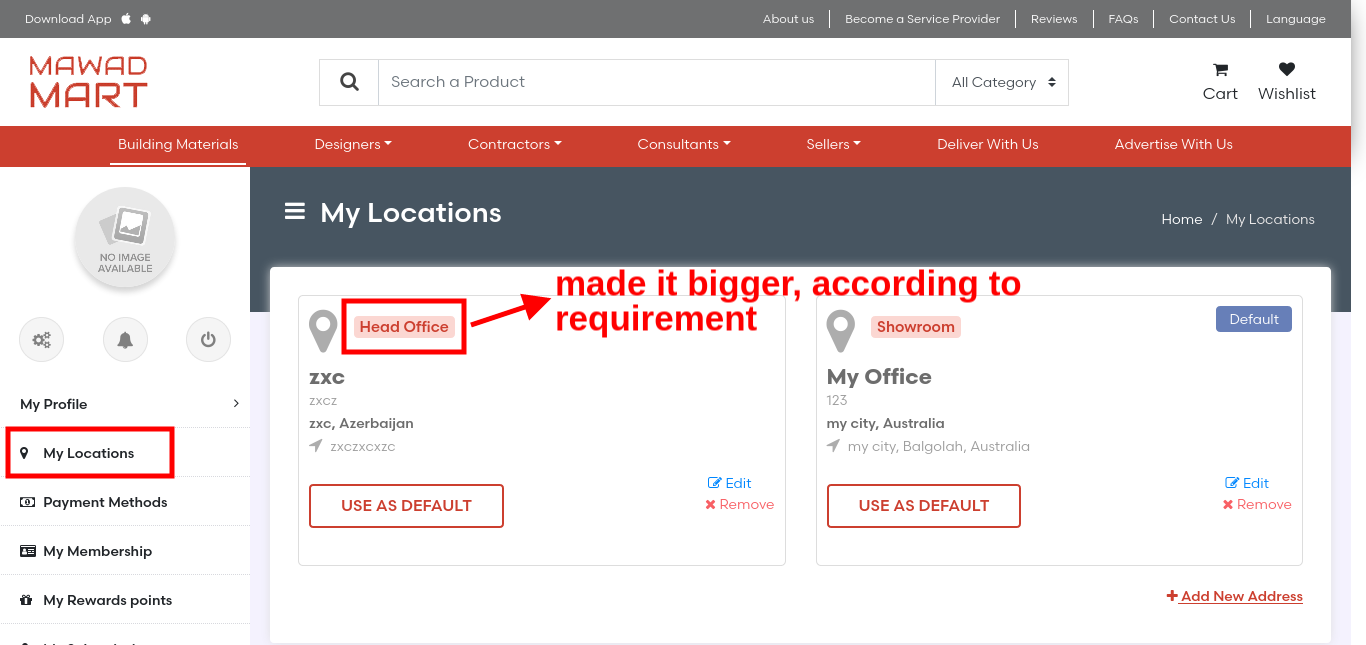 Download App
About us
Become a Service Provider
Reviews
FAQs
Contact Us
Language
MAWAD
MART
Search a Product
All Category
Cart
Wishlist
Building Materials
Designers
Contractors
Consultants
Sellers
Deliver With Us
Advertise With Us
NO IMAGE
AVAILABLE
My Locations
Home / My Locations
made it bigger, according to
requirement
Head Office
zxc
zxcz
zxc, Azerbaijan
zxczxcxzc
USE AS DEFAULT
Edit
Remove
Showroom
Default
My Office
123
my city, Australia
my city, Balgolah, Australia
USE AS DEFAULT
Edit
Remove
Add New Address
My Profile
My Locations
Payment Methods
My Membership
My Rewards points